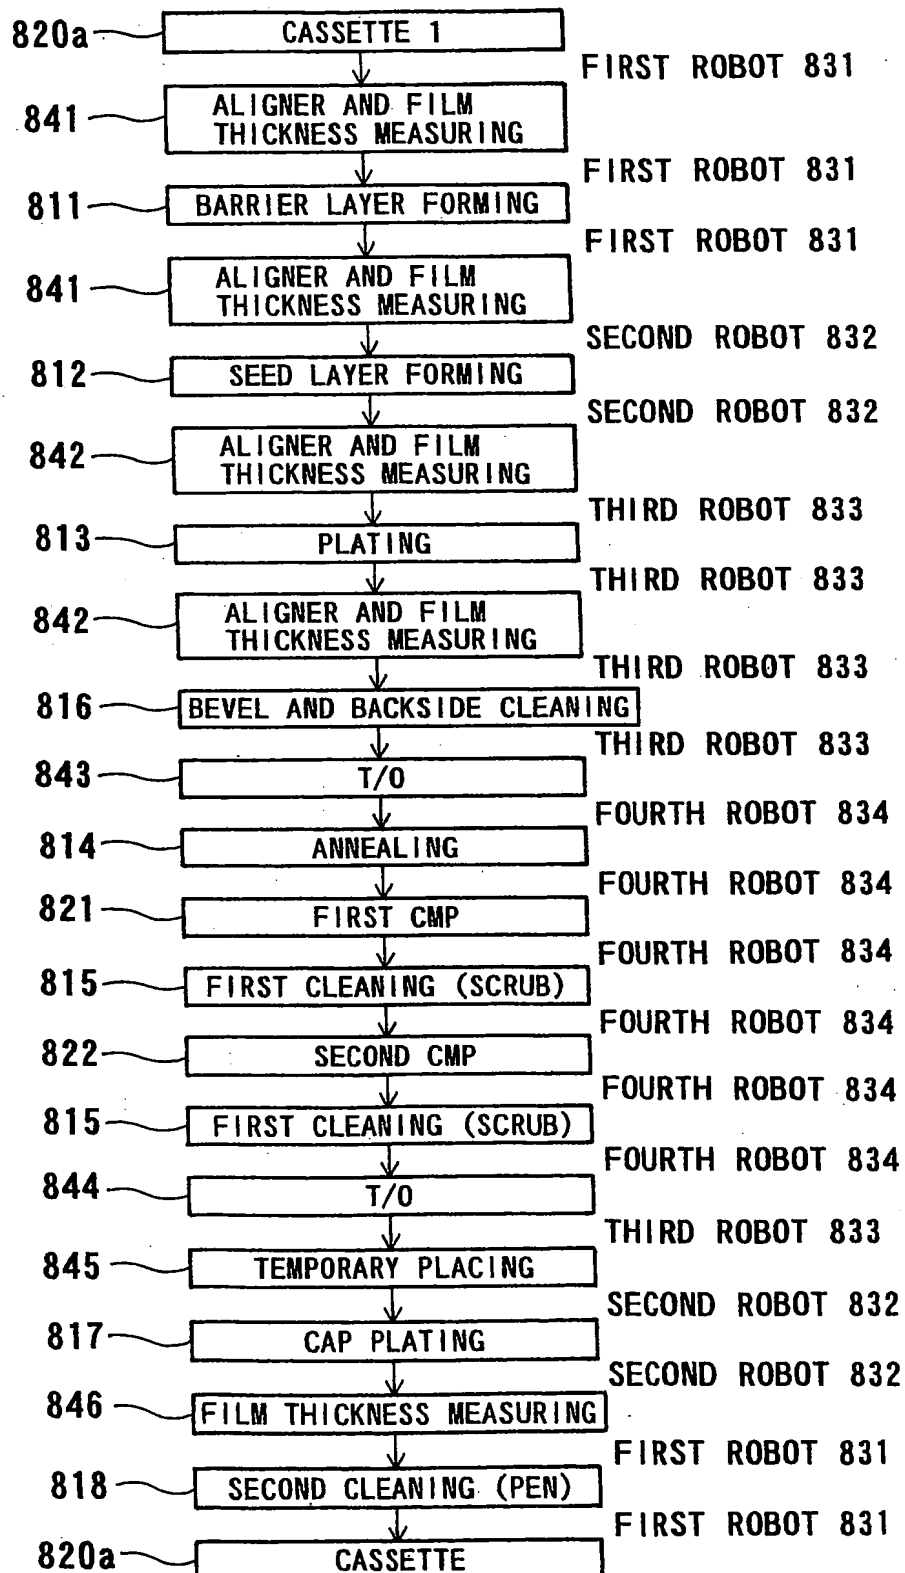 820a CASSETTE 1
FIRST ROBOT 831
841 ALIGNER AND FILM
THICKNESS MEASURING
FIRST ROBOT 831
811 BARRIER LAYER FORMING
FIRST ROBOT 831
841 ALIGNER AND FILM
THICKNESS MEASURING
SECOND ROBOT 832
812 SEED LAYER FORMING
SECOND ROBOT 832
842 ALIGNER AND FILM
THICKNESS MEASURING
THIRD ROBOT 833
813 PLATING
THIRD ROBOT 833
842 ALIGNER AND FILM
THICKNESS MEASURING
THIRD ROBOT 833
816 BEVEL AND BACKSIDE CLEANING
THIRD ROBOT 833
843 T/O
FOURTH ROBOT 834
814 ANNEALING
FOURTH ROBOT 834
821 FIRST CMP
FOURTH ROBOT 834
815 FIRST CLEANING (SCRUB)
FOURTH ROBOT 834
822 SECOND CMP
FOURTH ROBOT 834
815 FIRST CLEANING (SCRUB)
FOURTH ROBOT 834
844 T/O
THIRD ROBOT 833
845 TEMPORARY PLACING
SECOND ROBOT 832
817 CAP PLATING
SECOND ROBOT 832
846 FILM THICKNESS MEASURING
FIRST ROBOT 831
818 SECOND CLEANING (PEN)
FIRST ROBOT 831
820a CASSETTE